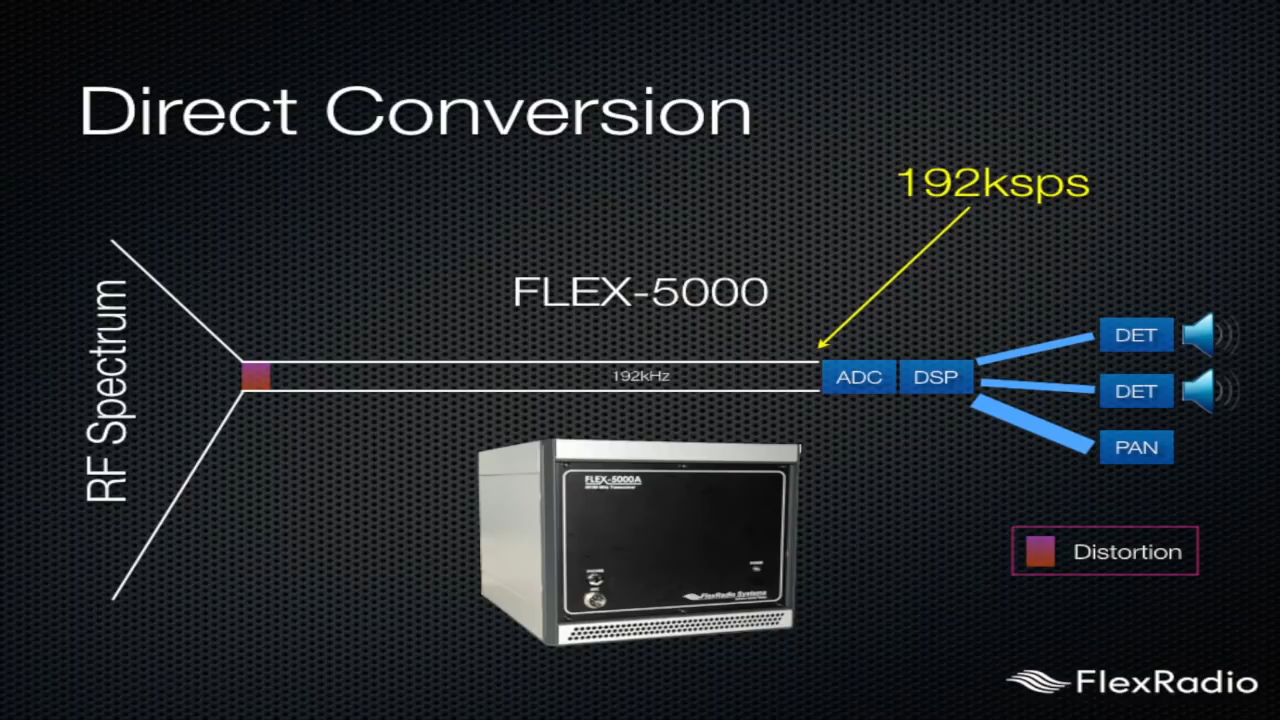 Direct Conversion
192ksps
FLEX-5000
RF Spectrum
192kHz
ADC
DSP
DET
DET
PAN
FLEX-5000A
FlexRadio Systems
Distortion
FlexRadio